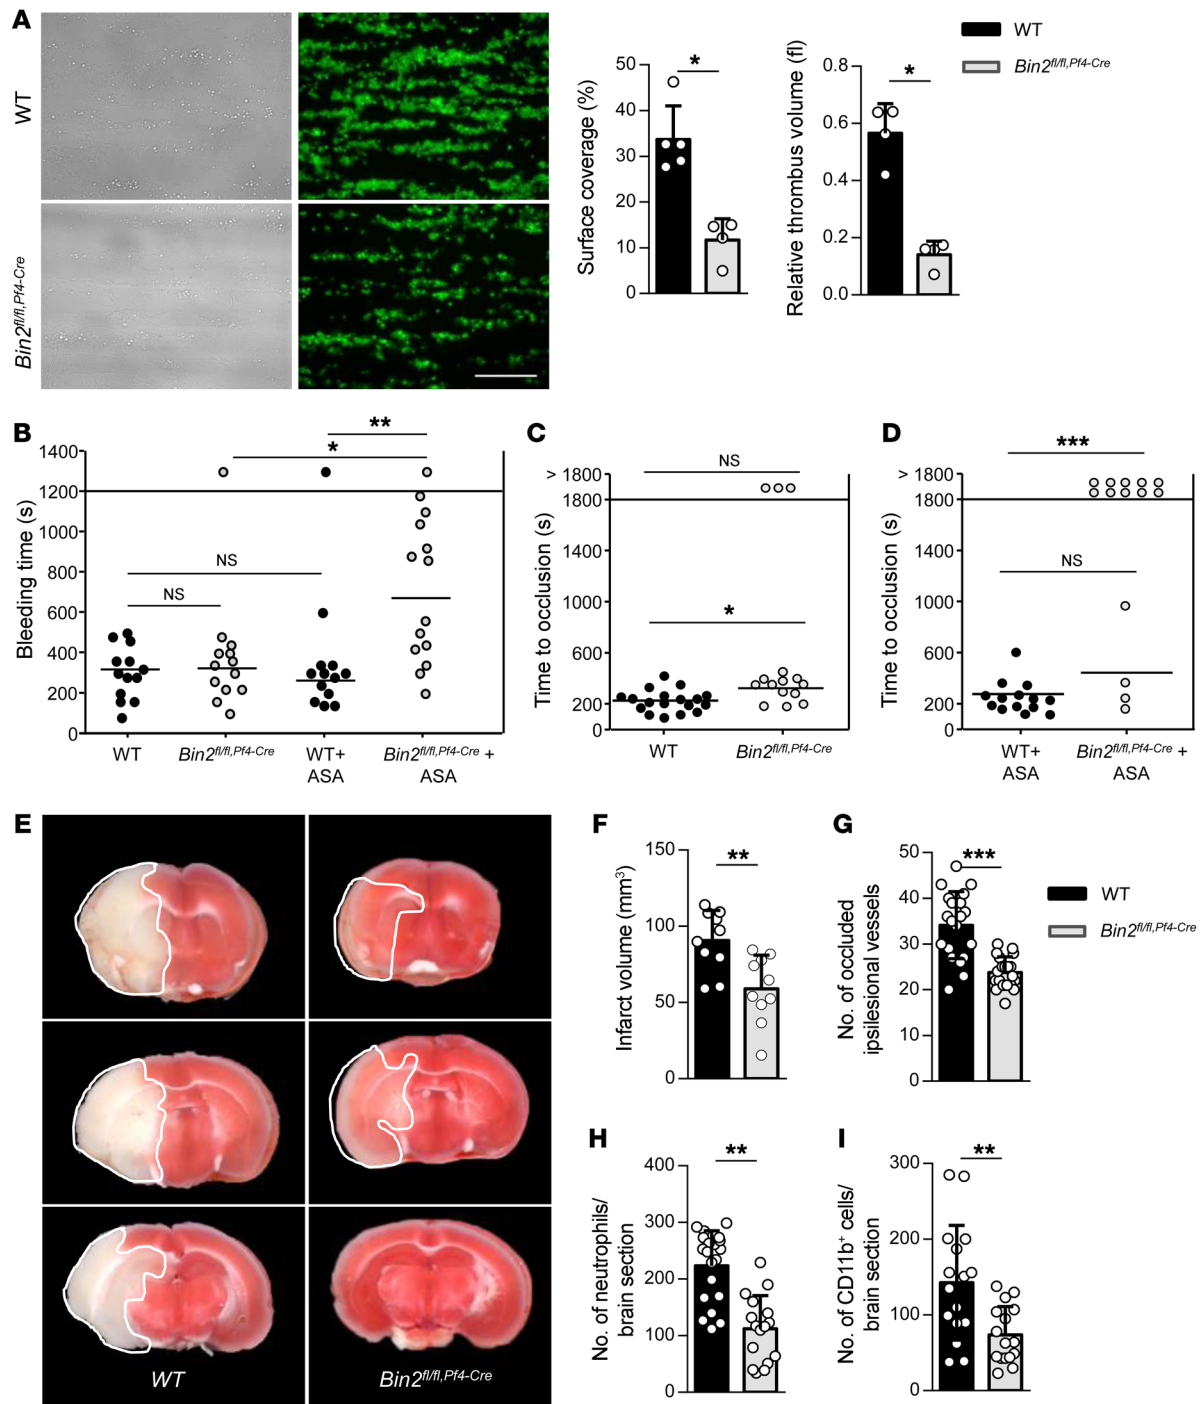 A
WT
Bin2fl/fl,Pf4-Cre
Surface coverage (%)
50
40
30
20
10
0
*
Relative thrombus volume (fl)
0.8
0.6
0.4
0.2
0.0
*
WT
Bin2fl/fl,Pf4-Cre
B
Bleeding time (s)
1400
1200
1000
800
600
400
200
0
**
*
NS
NS
WT
Bin2fl/fl,Pf4-Cre
WT+
ASA
Bin2fl/fl,Pf4-Cre +
ASA
C
Time to occlusion (s)
> 1800
1800
1400
1000
600
200
0
NS
*
WT
Bin2fl/fl,Pf4-Cre
D
Time to occlusion (s)
> 1800
1800
1400
1000
600
200
0
***
NS
WT+
ASA
Bin2fl/fl,Pf4-Cre +
ASA
E
WT
Bin2fl/fl,Pf4-Cre
F
Infarct volume (mm³)
150
100
50
0
**
G
No. of occluded
ipsilesional vessels
50
40
30
20
10
0
***
WT
Bin2fl/fl,Pf4-Cre
H
No. of neutrophils/
brain section
400
300
200
100
0
**
I
No. of CD11b⁺ cells/
brain section
300
200
100
0
**